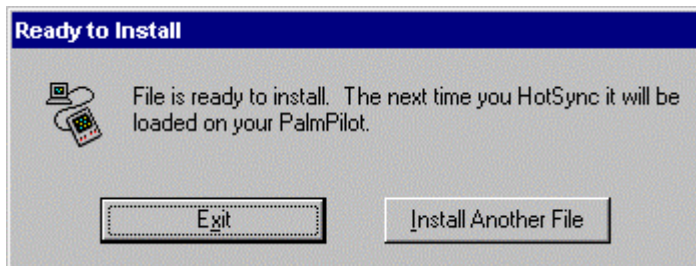 Ready to Install
File is ready to install. The next time you HotSync it will be
loaded on your PalmPilot.
Exit
Install Another File